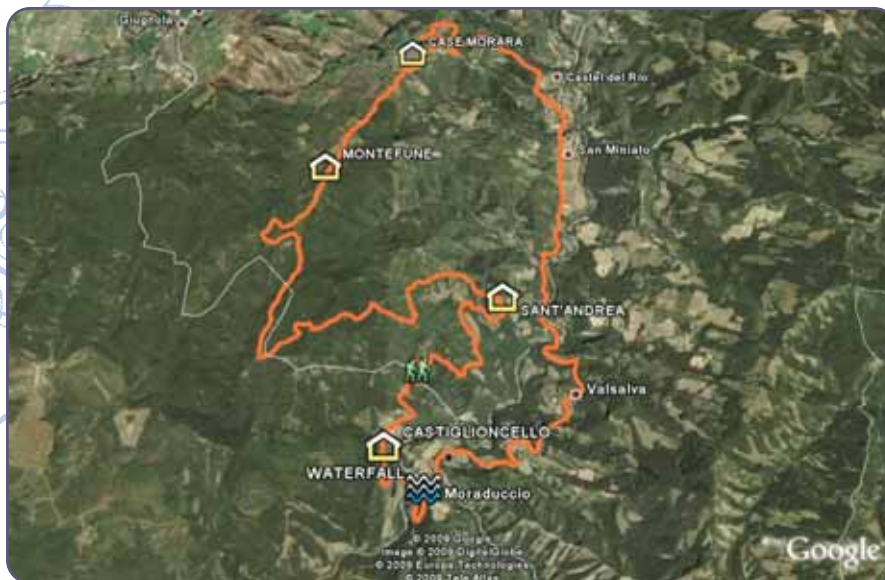 Giugnola
CASE MORARA
Castel del Rio
MONTEFUNE
San Miniato
SANT'ANDREA
Valsalva
CASTIGLIONCELLO
WATERFALL
Moraduccio
© 2009 Google
Image © 2009 DigitalGlobe
© 2009 Europa Technologies
© 2009 Tele Atlas
Google